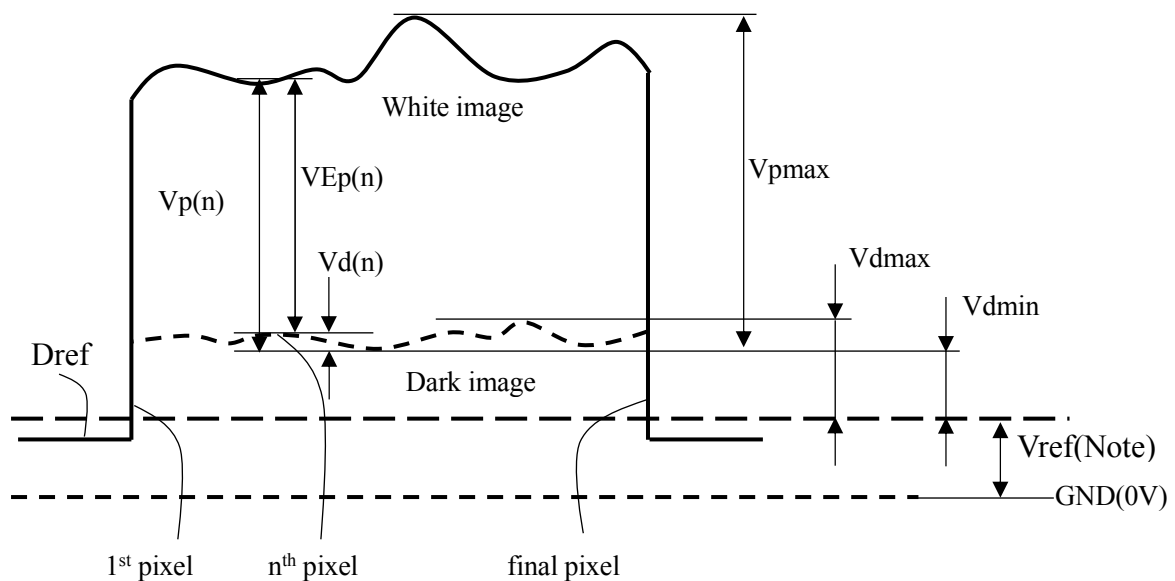 White image
Vpmax
VEp(n)
Vp(n)
Vd(n)
Vdmax
Vdmin
Dref
Dark image
Vref(Note)
GND(0V)
1st pixel
nth pixel
final pixel